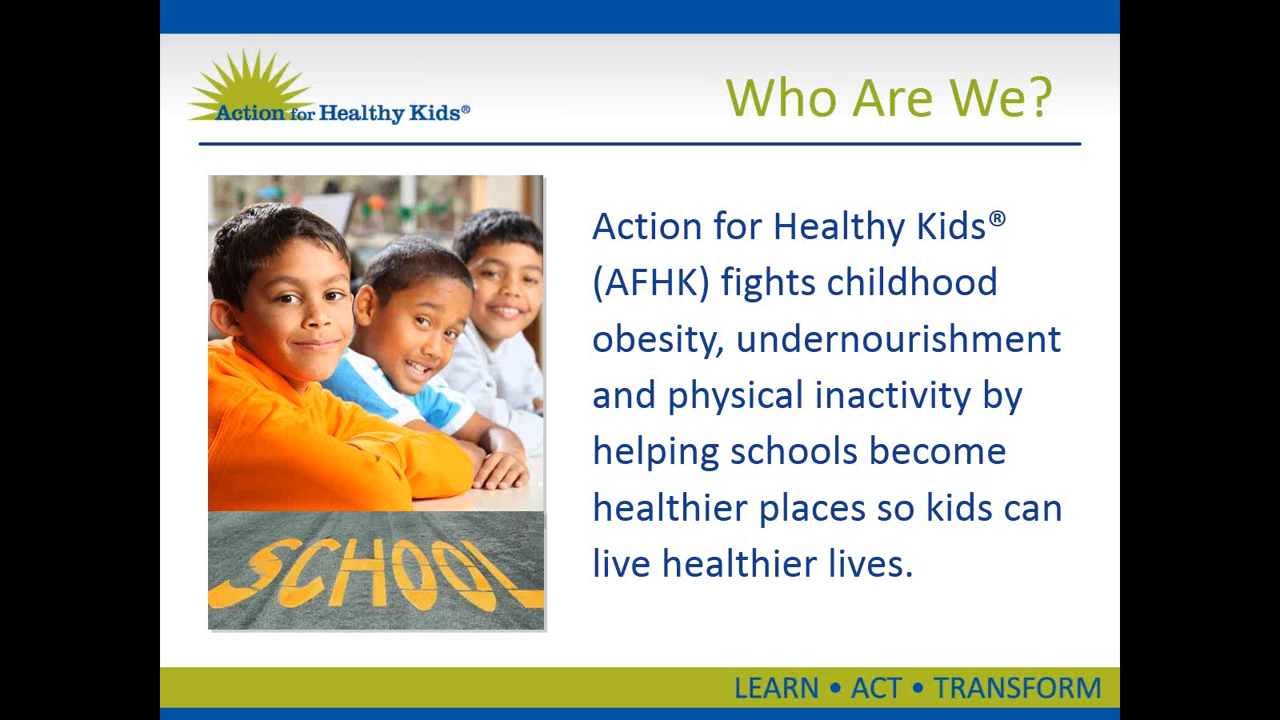 Action for Healthy Kids®
Who Are We?
Action for Healthy Kids®
(AFHK) fights childhood
obesity, undernourishment
and physical inactivity by
helping schools become
healthier places so kids can
live healthier lives.
SCHOOL
LEARN • ACT • TRANSFORM